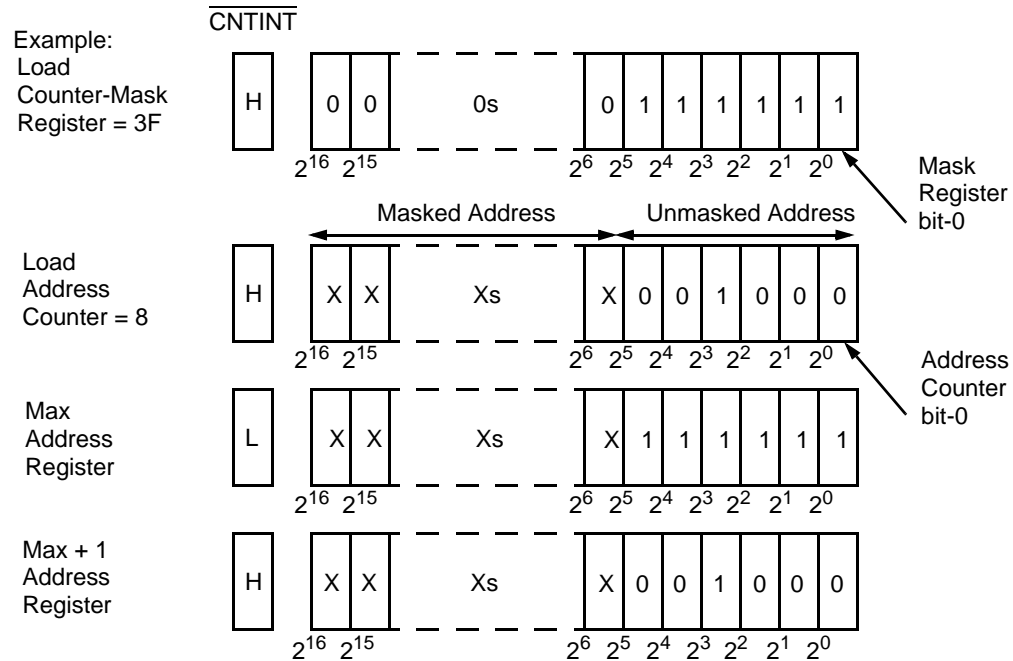 CNTINT
Example:
Load
Counter-Mask
Register = 3F
H 0 0 0s 0 1 1 1 1 1 1
2^16 2^15 2^6 2^5 2^4 2^3 2^2 2^1 2^0
Mask
Register
bit-0
Masked Address Unmasked Address
Load
Address
Counter = 8
H X X Xs X 0 0 1 0 0 0
2^16 2^15 2^6 2^5 2^4 2^3 2^2 2^1 2^0
Address
Counter
bit-0
Max
Address
Register
L X X Xs X 1 1 1 1 1 1
2^16 2^15 2^6 2^5 2^4 2^3 2^2 2^1 2^0
Max + 1
Address
Register
H X X Xs X 0 0 1 0 0 0
2^16 2^15 2^6 2^5 2^4 2^3 2^2 2^1 2^0